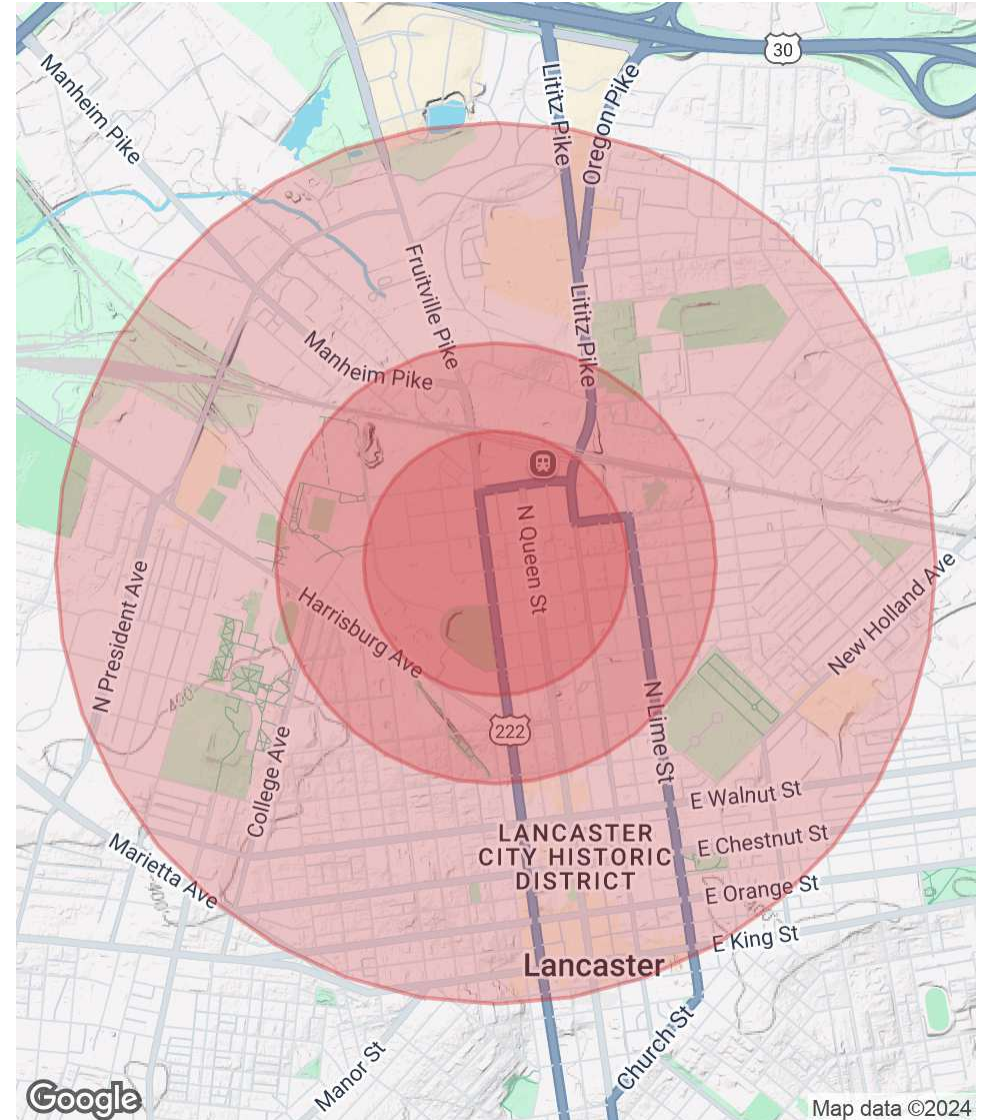 30
Manheim Pike
Lititz Pike
Oregon Pike
Fruitville Pike
Lititz Pike
Manheim Pike
N Queen St
N President Ave
Harrisburg Ave
New Holland Ave
400
222
N Lime St
College Ave
E Walnut St
LANCASTER
CITY HISTORIC
DISTRICT
E Chestnut St
Marietta Ave
400
E Orange St
E King St
Lancaster
Church St
Manor St
Google
Map data ©2024